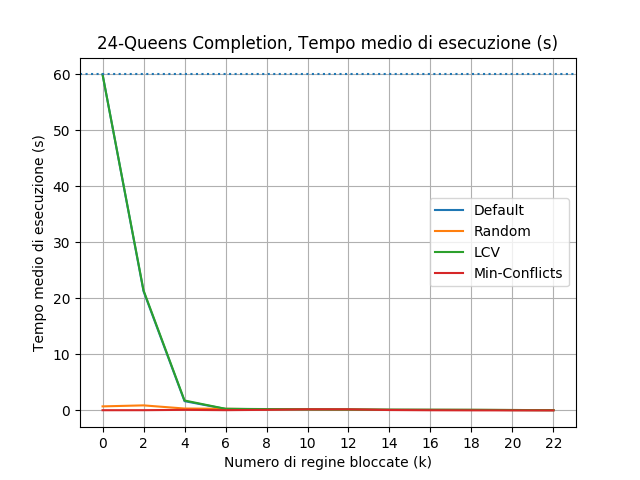 24-Queens Completion, Tempo medio di esecuzione (s)
Tempo medio di esecuzione (s)
60
50
40
30
20
10
0
Default
Random
LCV
Min-Conflicts
0 2 4 6 8 10 12 14 16 18 20 22
Numero di regine bloccate (k)